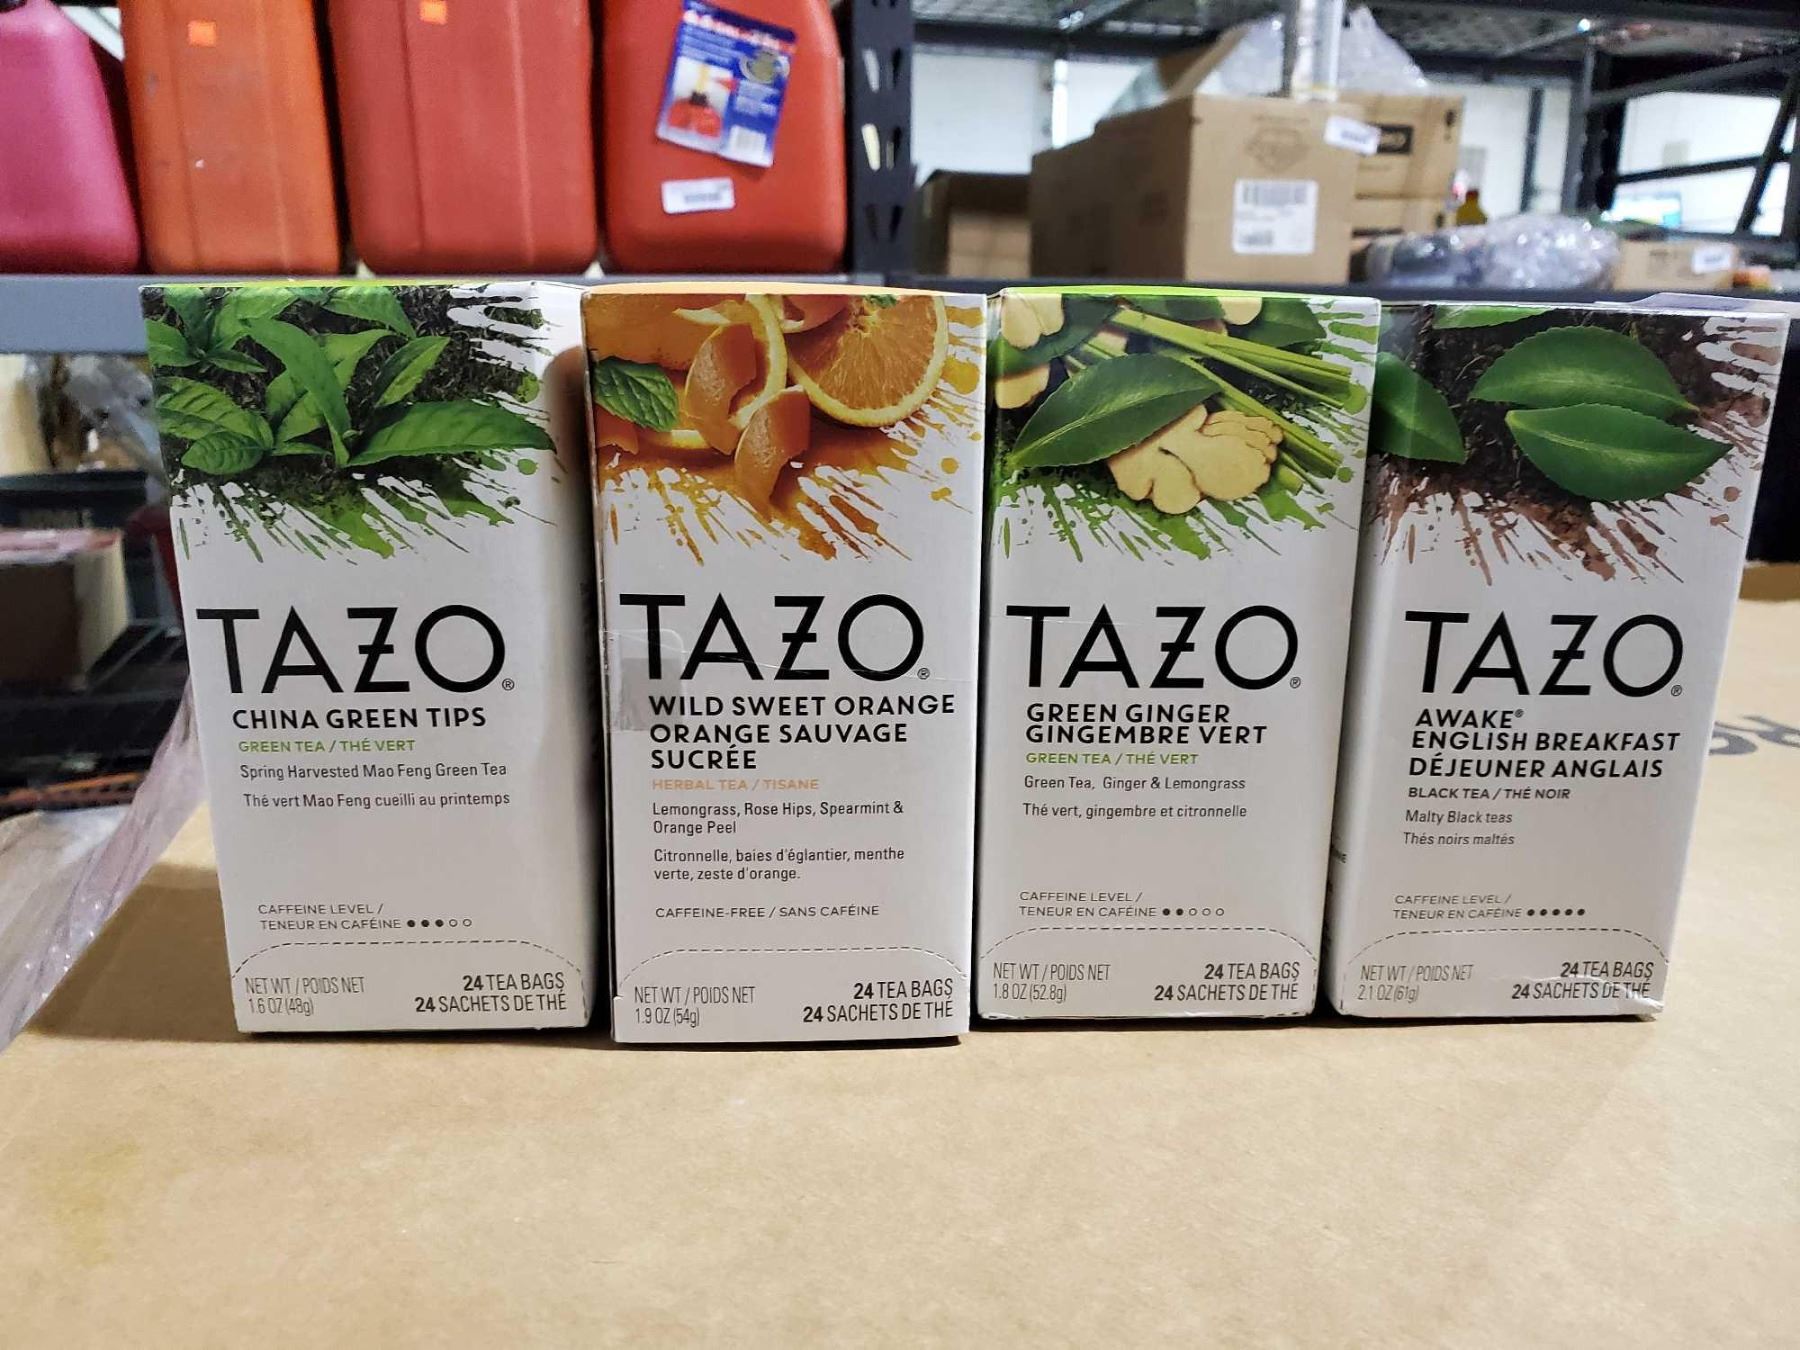 TAZO®
CHINA GREEN TIPS
GREEN TEA / THÉ VERT
Spring Harvested Mao Feng Green Tea
Thé vert Mao Feng cueilli au printemps
CAFFEINE LEVEL /
TENEUR EN CAFÉINE ●●●○○
NET WT / POIDS NET
1.6 OZ (48g)
24 TEA BAGS
24 SACHETS DE THÉ
TAZO®
WILD SWEET ORANGE
ORANGE SAUVAGE
SUCRÉE
HERBAL TEA / TISANE
Lemongrass, Rose Hips, Spearmint &
Orange Peel
Citronnelle, baies d'églantier, menthe
verte, zeste d'orange.
CAFFEINE-FREE / SANS CAFÉINE
NET WT / POIDS NET
1.9 OZ (54g)
24 TEA BAGS
24 SACHETS DE THÉ
TAZO®
GREEN GINGER
GINGEMBRE VERT
GREEN TEA / THÉ VERT
Green Tea, Ginger & Lemongrass
Thé vert, gingembre et citronnelle
CAFFEINE LEVEL /
TENEUR EN CAFÉINE ●●○○○
NET WT / POIDS NET
1.8 OZ (52.8g)
24 TEA BAGS
24 SACHETS DE THÉ
TAZO®
AWAKE®
ENGLISH BREAKFAST
DÉJEUNER ANGLAIS
BLACK TEA / THÉ NOIR
Malty Black teas
Thés noirs maltés
CAFFEINE LEVEL /
TENEUR EN CAFÉINE ●●●●●
NET WT / POIDS NET
2.1 OZ (61g)
24 TEA BAGS
24 SACHETS DE THÉ